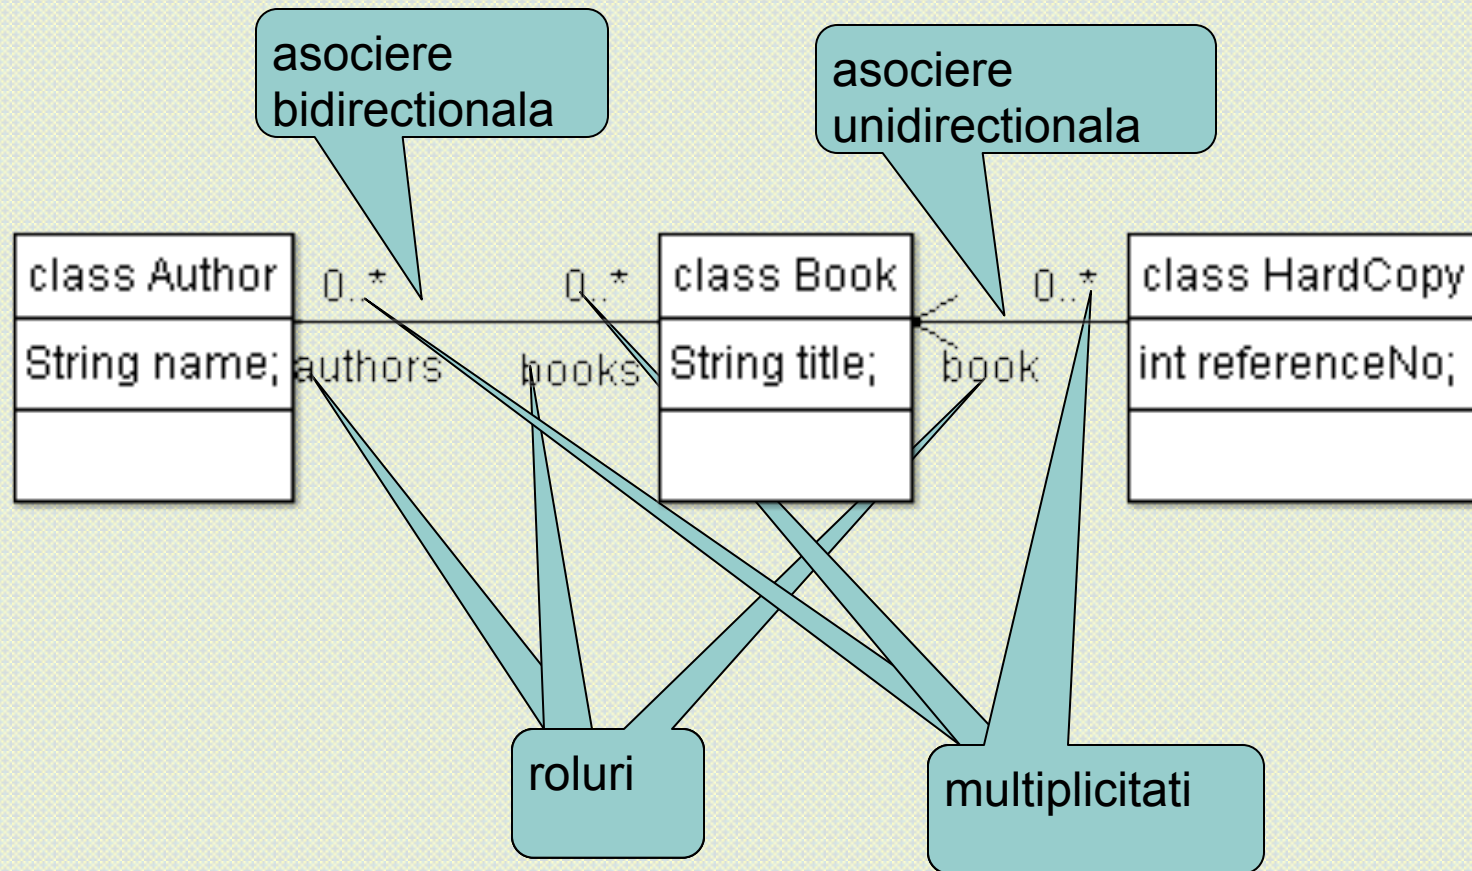 asociere
bidirectionala
asociere
unidirectionala
class Author
0..*
0..*
class Book
0..*
class HardCopy
String name;
authors
books
String title;
book
int referenceNo;
roluri
multiplicitati